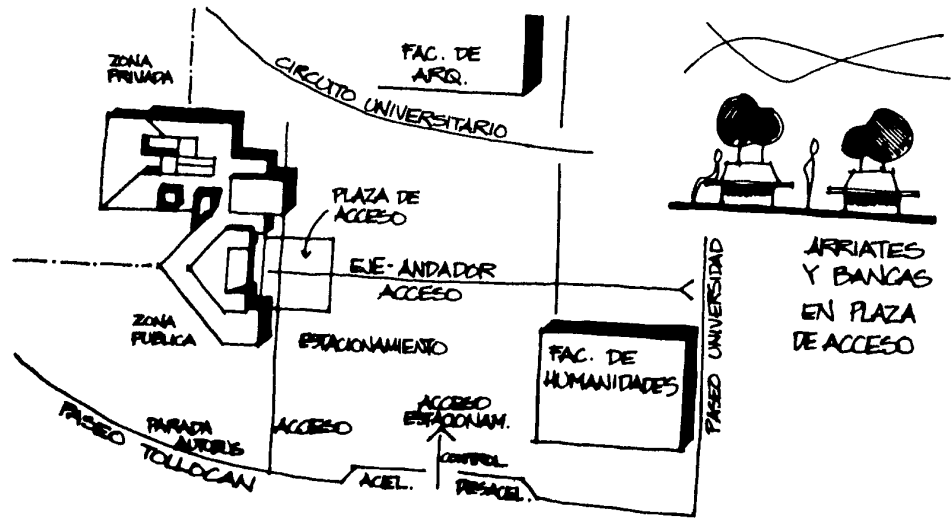 ZONA
PRIVADA
FAC. DE
ARQ.
CIRCUITO UNIVERSITARIO
PLAZA DE
ACCESO
EJE-ANDADOR
ACCESO
ZONA
PUBLICA
ESTACIONAMIENTO
FAC. DE
HUMANIDADES
PASEO UNIVERSIDAD
ARRIATES
Y BANCAS
EN PLAZA
DE ACCESO
PASEO TOLLOCAN
PARADA
AUTOBUS
ACCESO
ACCESO
ESTACIONAM.
CONTROL
ACEL.
DESACEL.